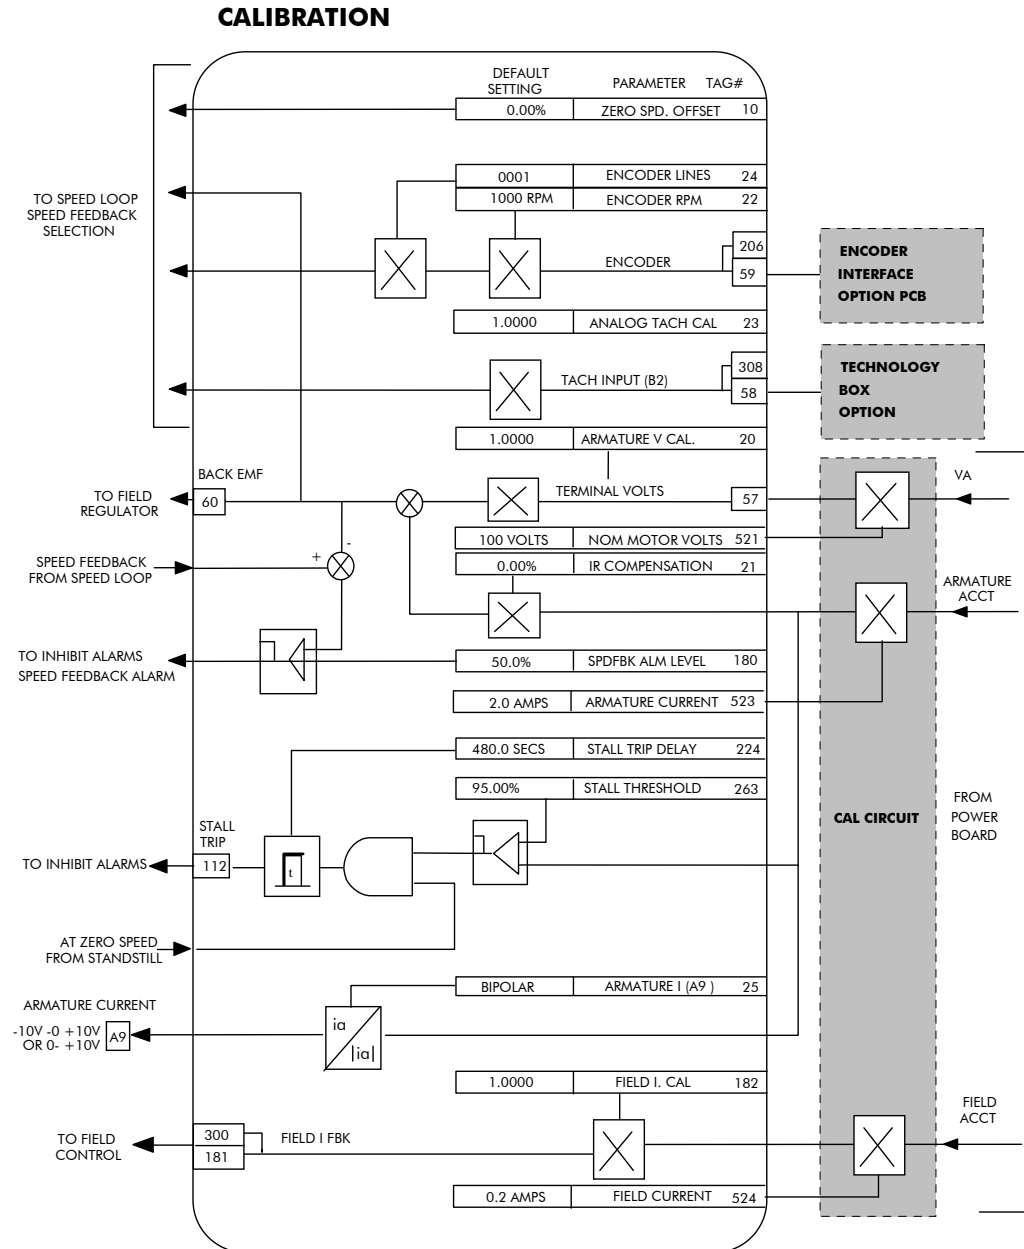 CALIBRATION
DEFAULT
SETTING
PARAMETER
TAG#
0.00% ZERO SPD. OFFSET 10
0001 ENCODER LINES 24
1000 RPM ENCODER RPM 22
TO SPEED LOOP
SPEED FEEDBACK
SELECTION
206
ENCODER
59
ENCODER
INTERFACE
OPTION PCB
1.0000 ANALOG TACH CAL 23
308
TACH INPUT (B2)
58
TECHNOLOGY
BOX
OPTION
1.0000 ARMATURE V CAL. 20
BACK EMF
TO FIELD
REGULATOR
60
TERMINAL VOLTS
57
VA
100 VOLTS NOM MOTOR VOLTS 521
0.00% IR COMPENSATION 21
SPEED FEEDBACK
FROM SPEED LOOP
+
-
ARMATURE
ACCT
TO INHIBIT ALARMS
SPEED FEEDBACK ALARM
50.0% SPDFBK ALM LEVEL 180
2.0 AMPS ARMATURE CURRENT 523
480.0 SECS STALL TRIP DELAY 224
95.00% STALL THRESHOLD 263
CAL CIRCUIT
FROM
POWER
BOARD
STALL
TRIP
TO INHIBIT ALARMS
112
t
AT ZERO SPEED
FROM STANDSTILL
BIPOLAR ARMATURE I (A9 ) 25
ARMATURE CURRENT
-10V -0 +10V
OR 0- +10V
A9
ia
|ia|
1.0000 FIELD I. CAL 182
FIELD
ACCT
TO FIELD
CONTROL
300
181
FIELD I FBK
0.2 AMPS FIELD CURRENT 524